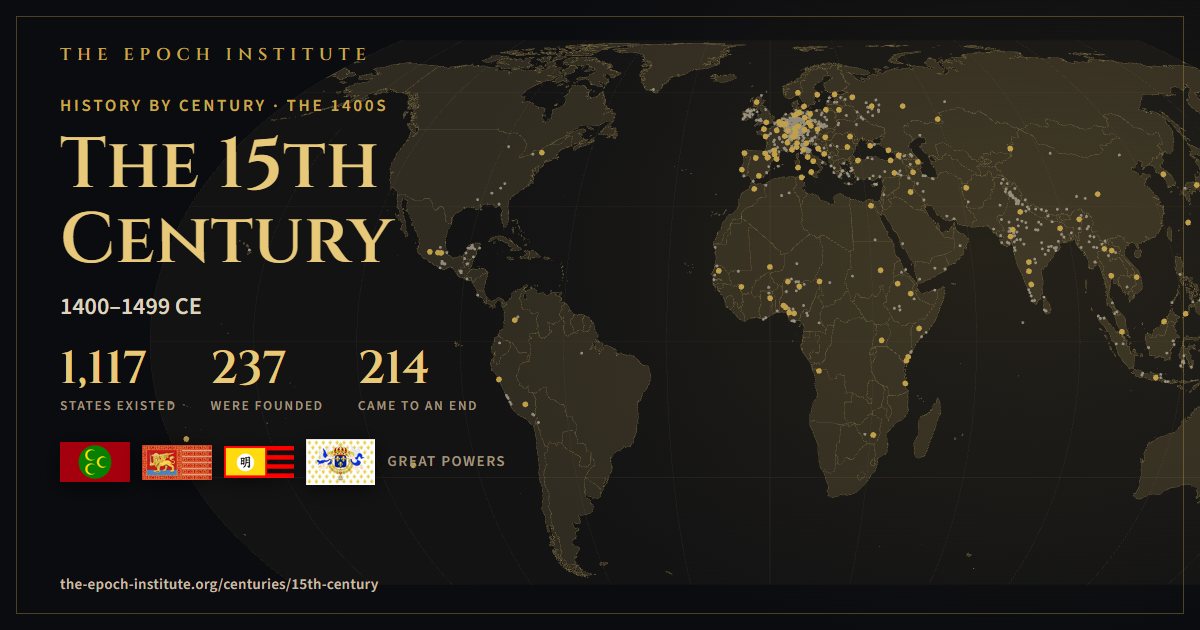 THE EPOCH INSTITUTE
HISTORY BY CENTURY · THE 1400S
THE 15TH
CENTURY
1400–1499 CE
1,117 237 214
STATES EXISTED WERE FOUNDED CAME TO AN END
明
GREAT POWERS
the-epoch-institute.org/centuries/15th-century